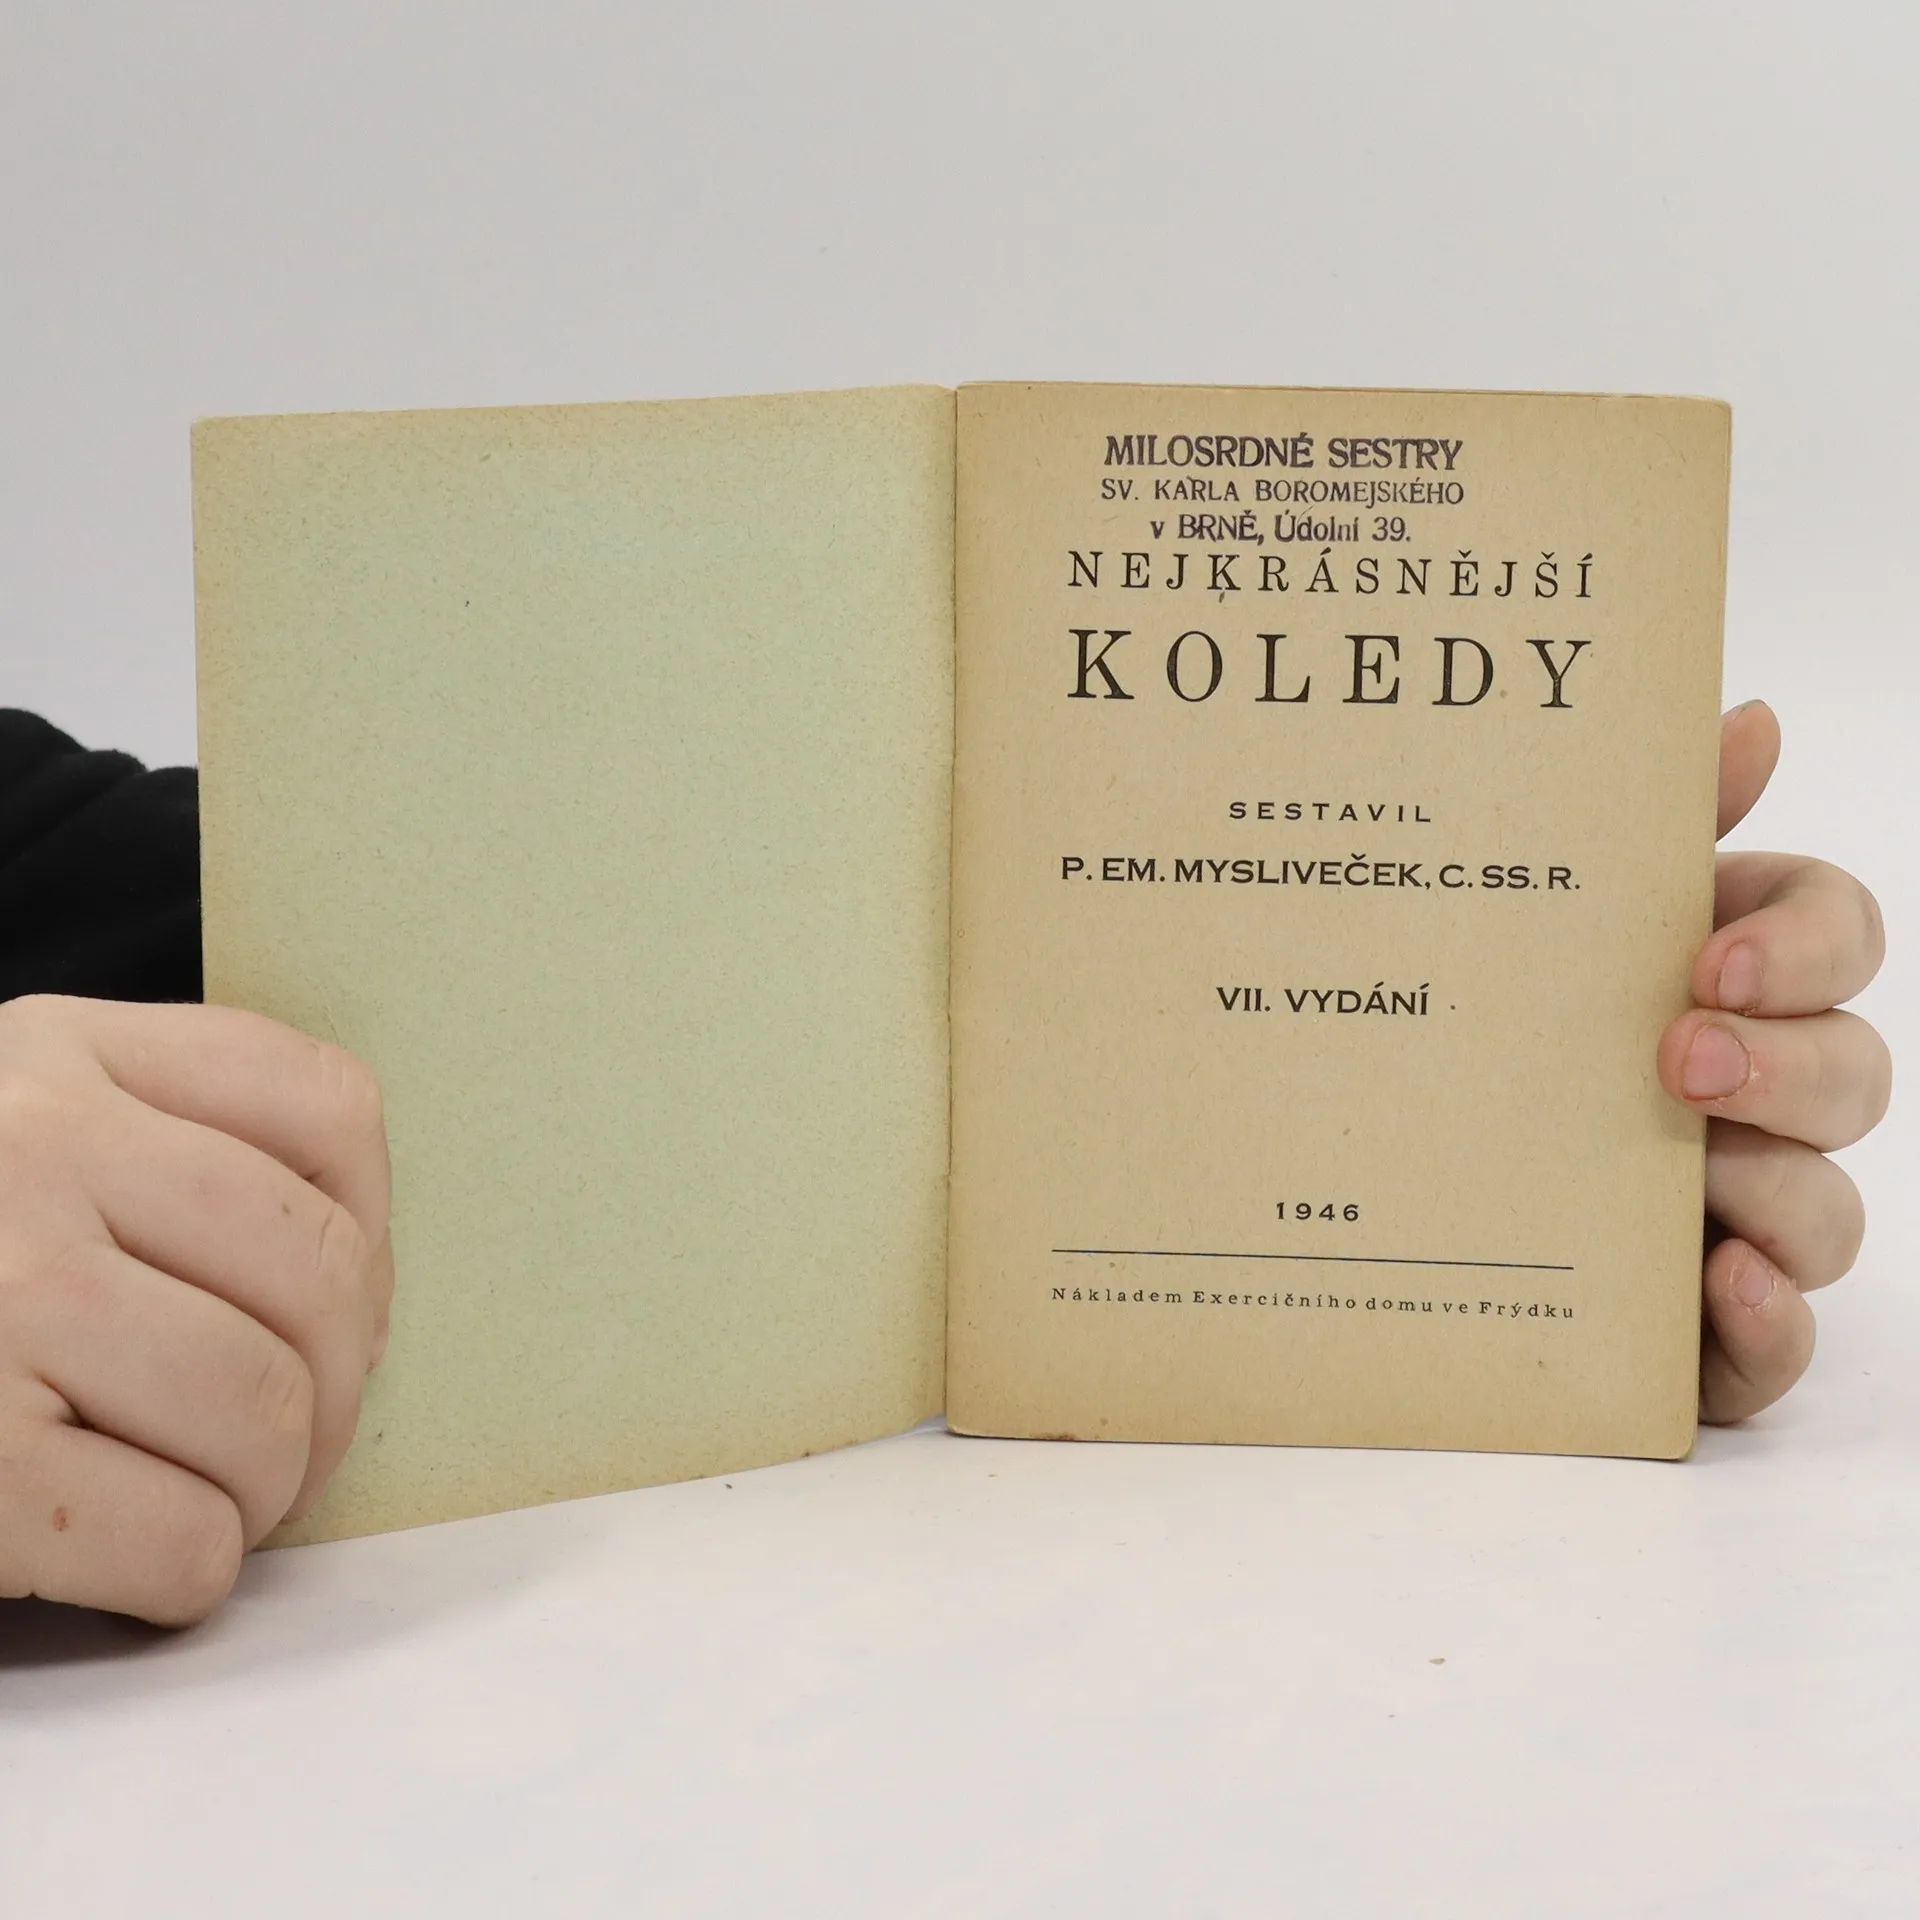 MILOSRDNÉ SESTRY
SV. KARLA BOROMEJSKÉHO
v BRNĚ, Údolní 39.
NEJKRÁSNĚJŠÍ
KOLEDY
SESTAVIL
P. EM. MYSLIVEČEK, C. SS. R.
VII. VYDÁNÍ
1946
Nákladem Exercičního domu ve Frýdku